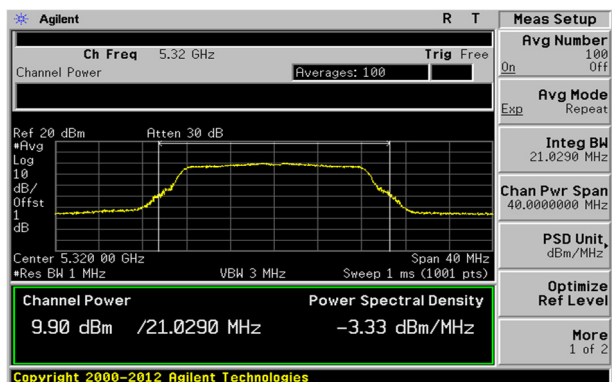 Agilent R T
Ch Freq 5.32 GHz Trig Free
Channel Power Averages: 100
Ref 20 dBm Atten 30 dB
#Avg
Log
10
dB/
Offst
1
dB
Center 5.320 00 GHz Span 40 MHz
#Res BW 1 MHz VBW 3 MHz Sweep 1 ms (1001 pts)
Channel Power Power Spectral Density
9.90 dBm /21.0290 MHz -3.33 dBm/MHz
Copyright 2000-2012 Agilent Technologies
Meas Setup
Avg Number
100
On Off
Avg Mode
Exp Repeat
Integ BW
21.0290 MHz
Chan Pwr Span
40.0000000 MHz
PSD Unit
dBm/MHz
Optimize
Ref Level
More
1 of 2